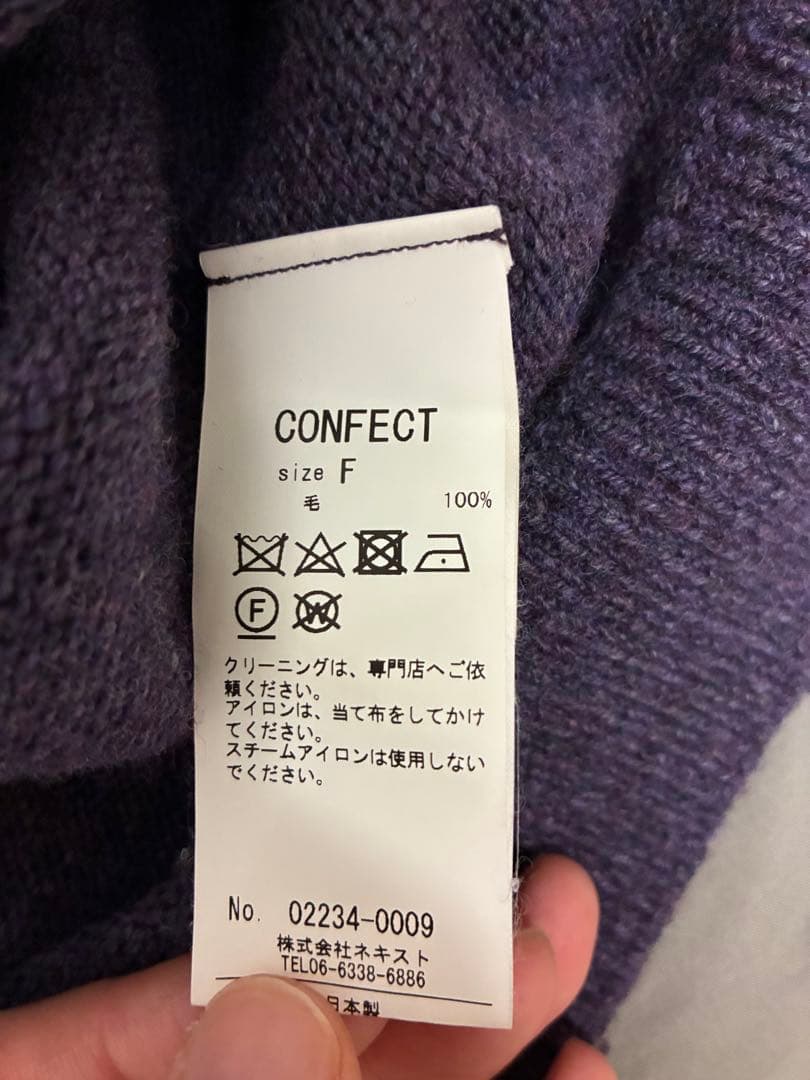 CONFECT
size F
毛 100%
F W
クリーニングは、専門店へご依
頼ください。
アイロンは、当て布をしてかけ
てください。
スチームアイロンは使用しない
でください。
No. 02234-0009
株式会社ネキスト
TEL06-6338-6886
日本製